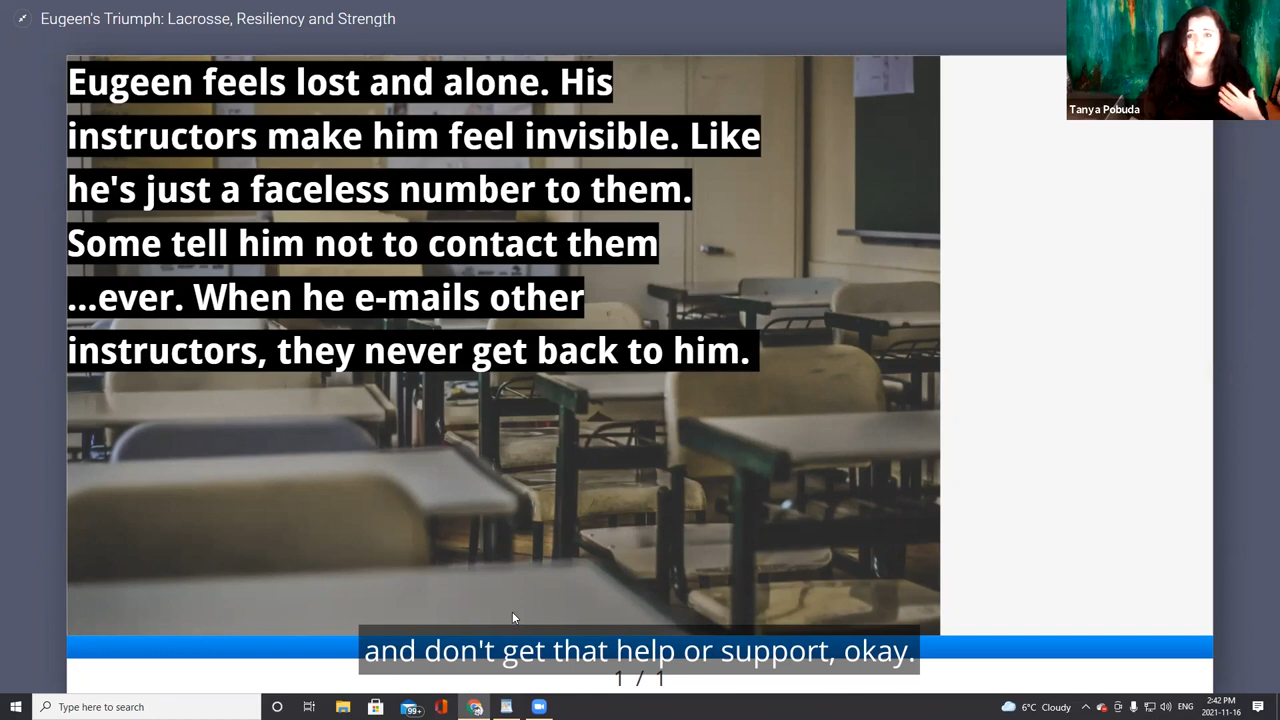 Eugeen's Triumph: Lacrosse, Resiliency and Strength
Eugeen feels lost and alone. His
instructors make him feel invisible. Like
he's just a faceless number to them.
Some tell him not to contact them
...ever. When he e-mails other
instructors, they never get back to him.
Tanya Pobuda
and don't get that help or support, okay.
1 / 1
Type here to search
99+
6°C Cloudy
ENG
2:42 PM
2021-11-16